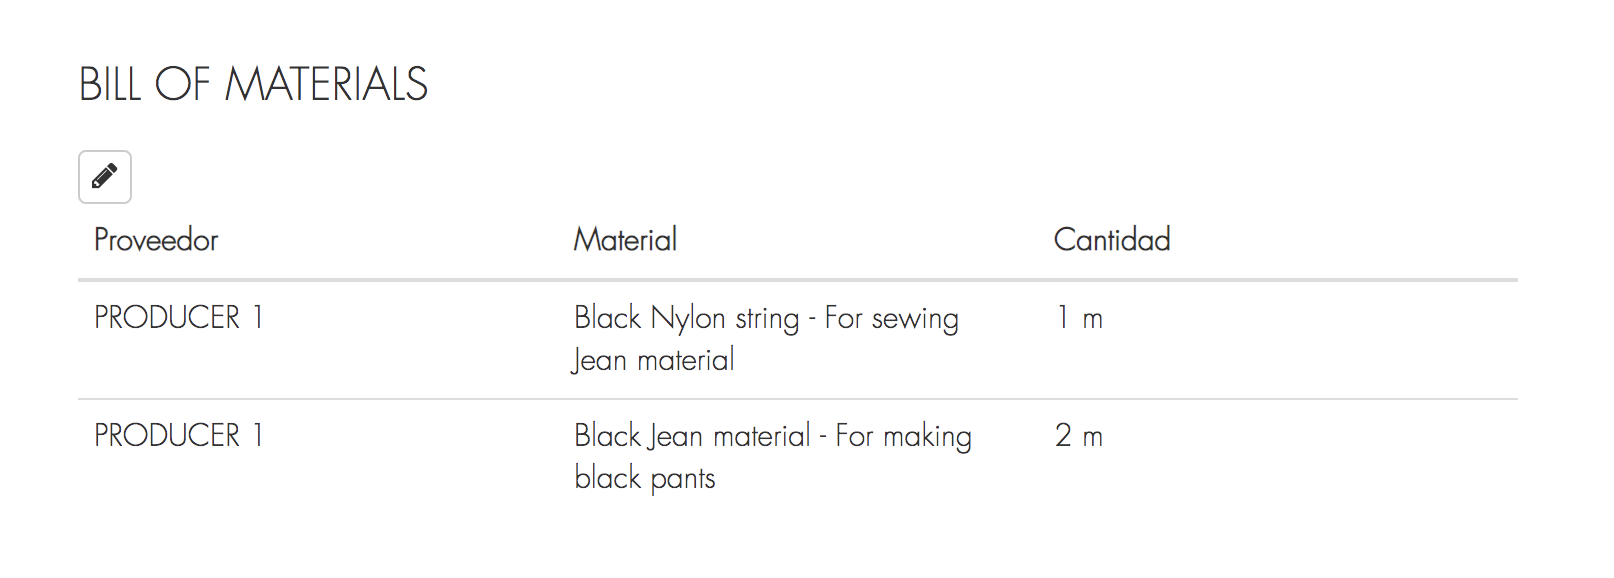 BILL OF MATERIALS
Proveedor Material Cantidad
PRODUCER 1 Black Nylon string - For sewing 1 m
Jean material
PRODUCER 1 Black Jean material - For making 2 m
black pants